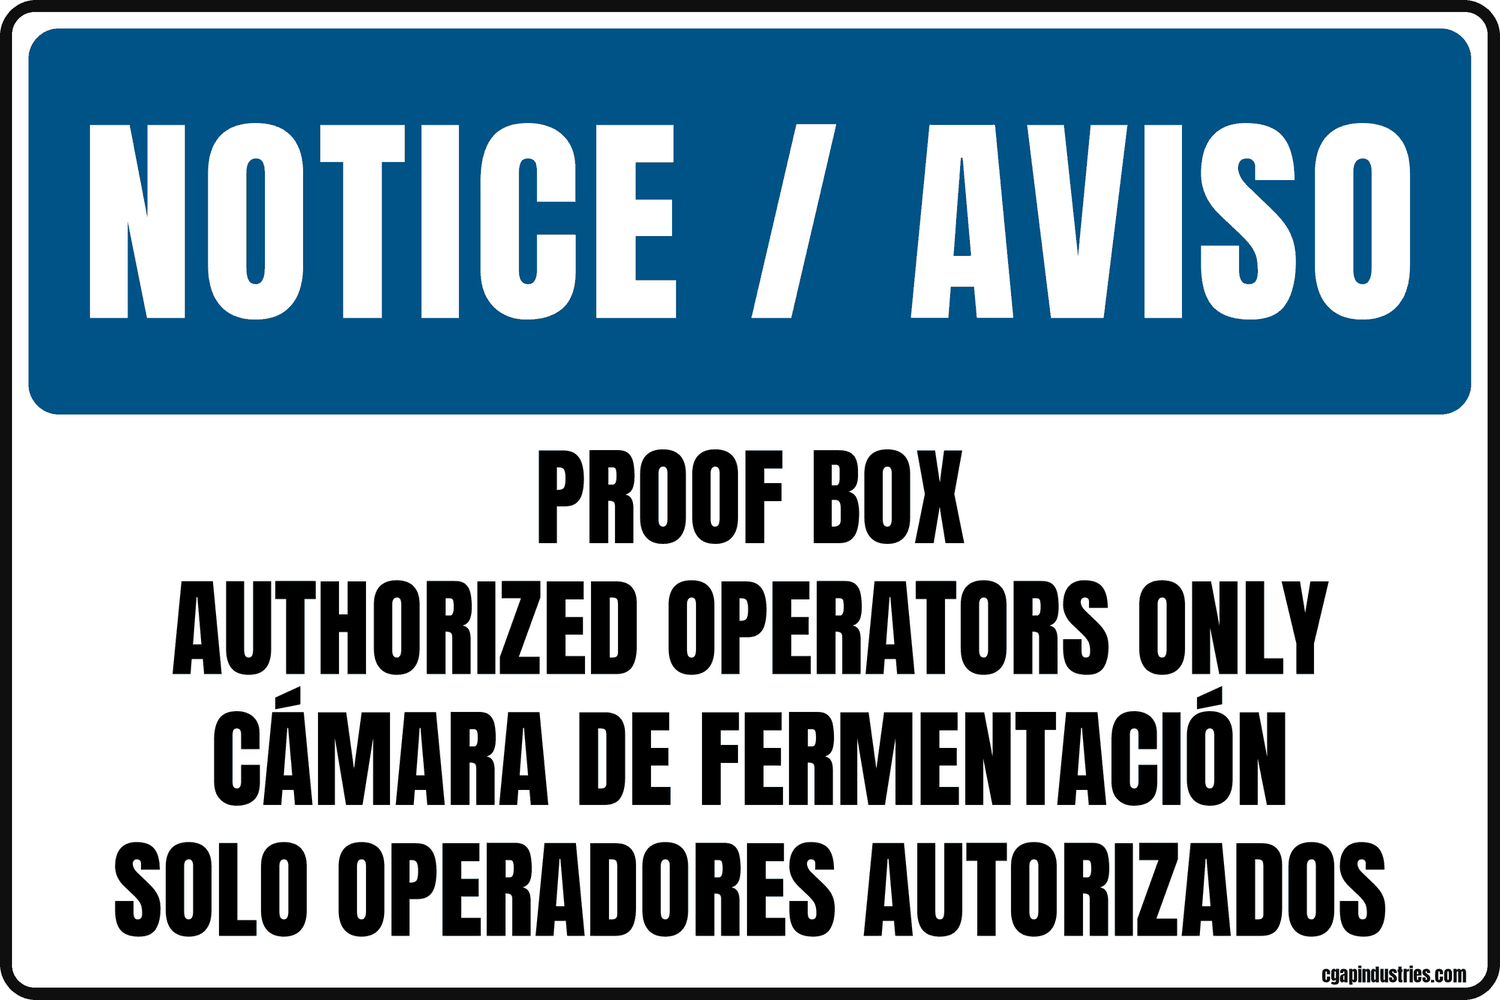 NOTICE / AVISO
PROOF BOX
AUTHORIZED OPERATORS ONLY
CÁMARA DE FERMENTACIÓN
SOLO OPERADORES AUTORIZADOS
cgapindustries.com